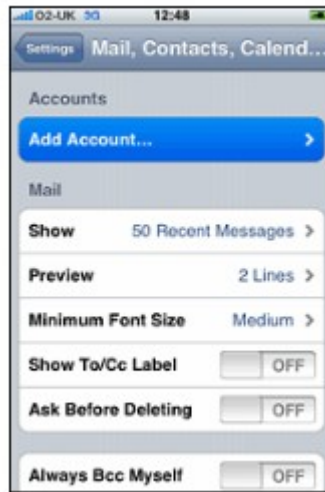 O2-UK 3G 12:48
Settings Mail, Contacts, Calend...
Accounts
Add Account...
Mail
Show 50 Recent Messages
Preview 2 Lines
Minimum Font Size Medium
Show To/Cc Label OFF
Ask Before Deleting OFF
Always Bcc Myself OFF